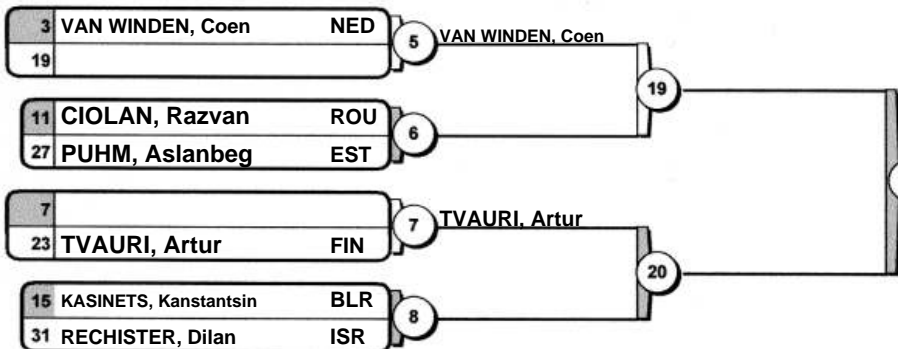 3 VAN WINDEN, Coen NED
19
5 VAN WINDEN, Coen
11 CIOLAN, Razvan ROU
27 PUHM, Aslanbeg EST
6
19
7
23 TVAURI, Artur FIN
7 TVAURI, Artur
15 KASINETS, Kanstantsin BLR
31 RECHISTER, Dilan ISR
8
20